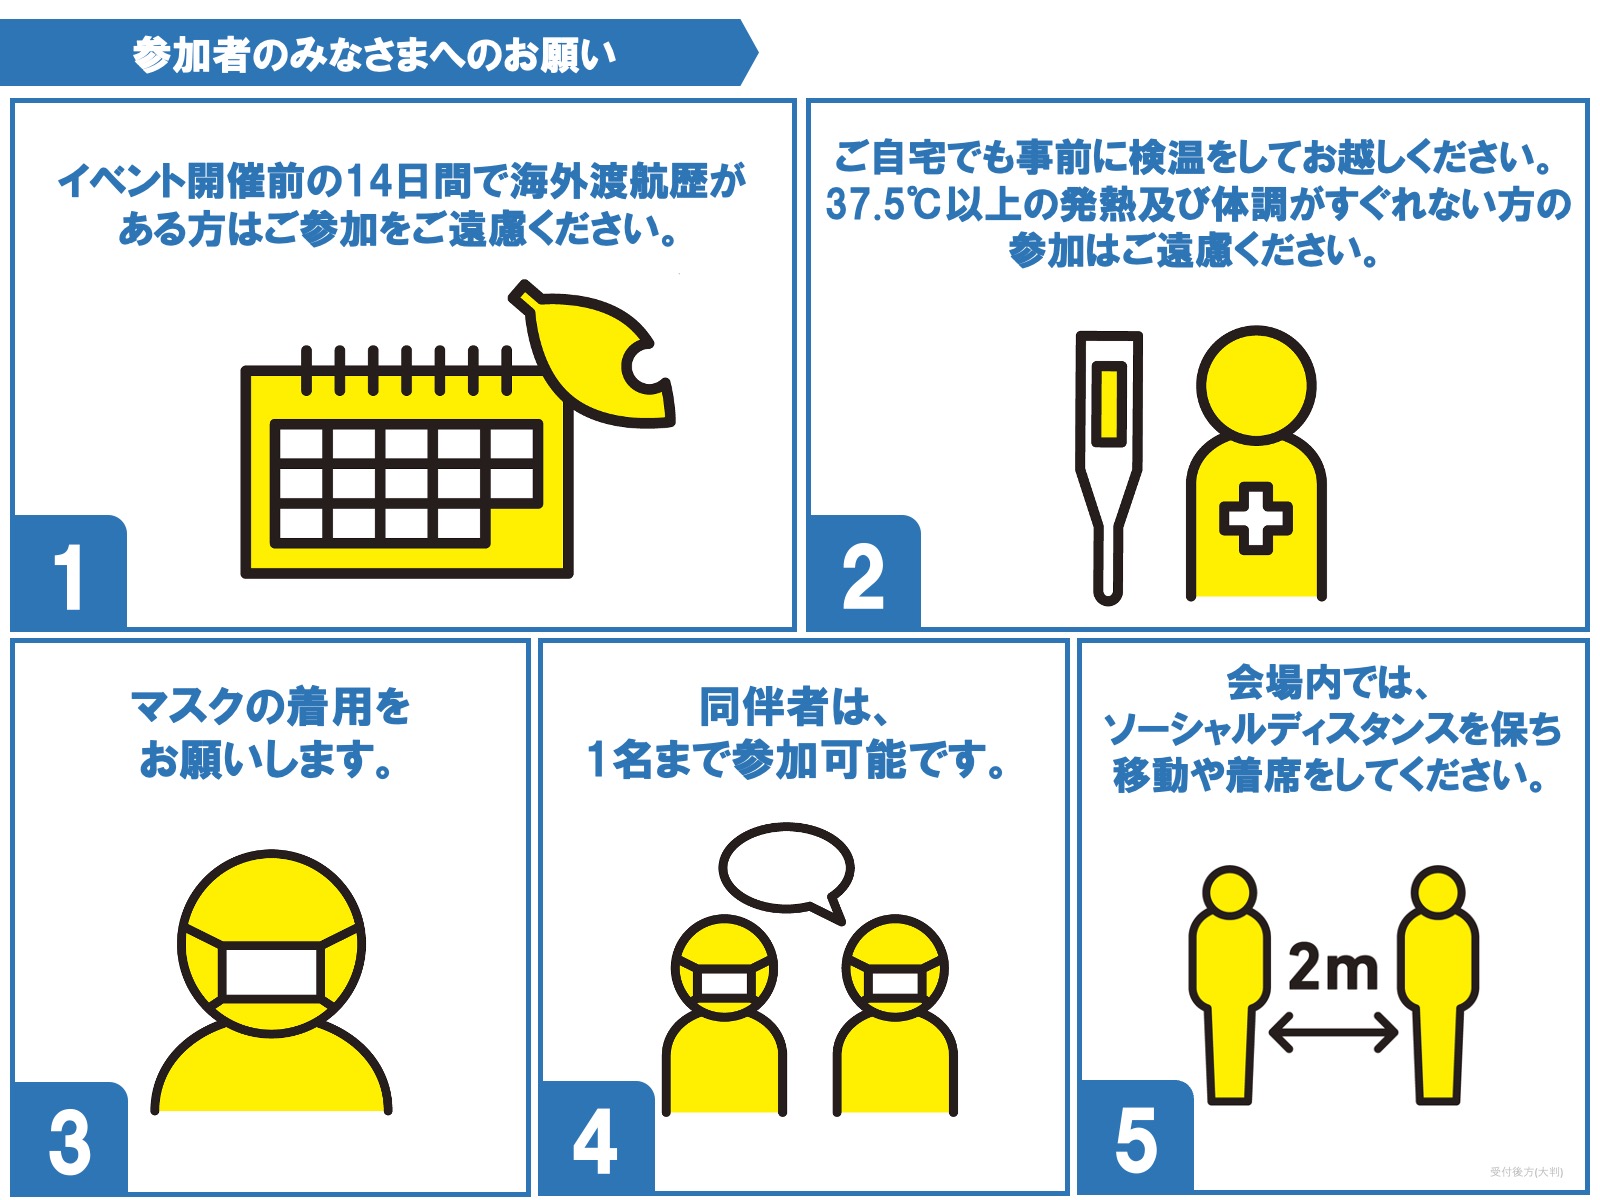 参加者のみなさまへのお願い
イベント開催前の14日間で海外渡航歴が
ある方はご参加をご遠慮ください。
1
ご自宅でも事前に検温をしてお越しください。
37.5℃以上の発熱及び体調がすぐれない方の
参加はご遠慮ください。
2
マスクの着用を
お願いします。
3
同伴者は、
1名まで参加可能です。
4
会場内では、
ソーシャルディスタンスを保ち
移動や着席をしてください。
2m
5
受付後方(大判)